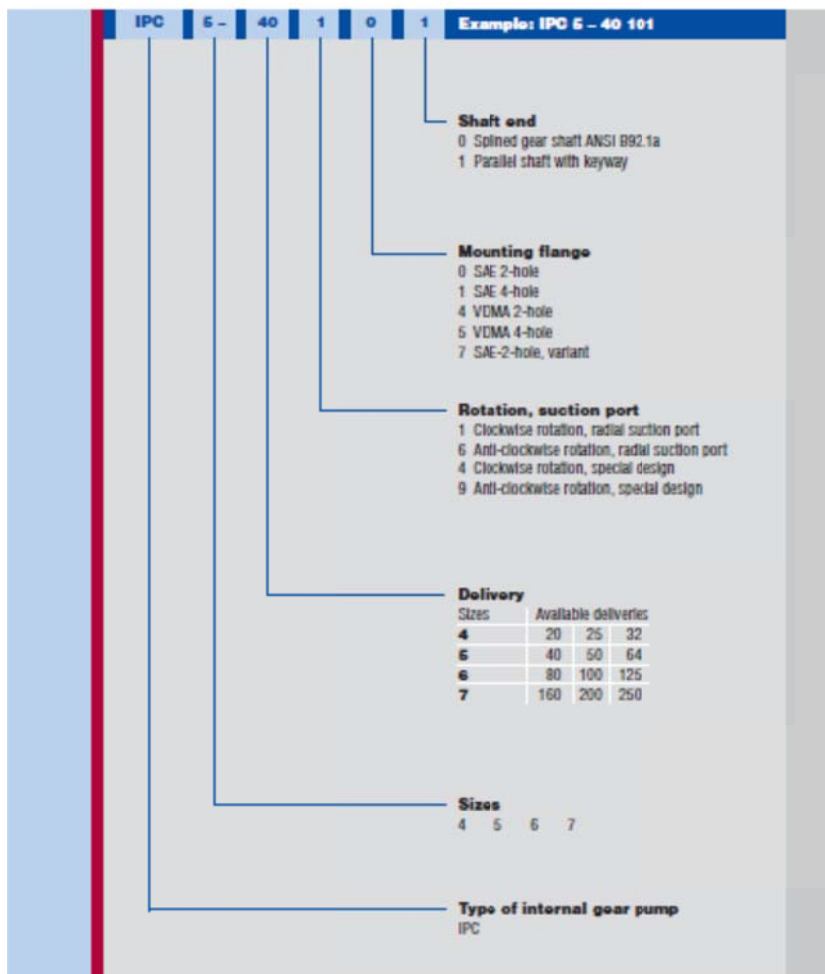 IPC 5 – 40 1 0 1 Example: IPC 5 – 40 101
Shaft end
0 Splined gear shaft ANSI B92.1a
1 Parallel shaft with keyway
Mounting flange
0 SAE 2-hole
1 SAE 4-hole
4 VDMA 2-hole
5 VDMA 4-hole
7 SAE-2-hole, variant
Rotation, suction port
1 Clockwise rotation, radial suction port
6 Anti-clockwise rotation, radial suction port
4 Clockwise rotation, special design
9 Anti-clockwise rotation, special design
Delivery
Sizes Available deliveries
4 20 25 32
5 40 50 64
6 80 100 125
7 160 200 250
Sizes
4 5 6 7
Type of internal gear pump
IPC